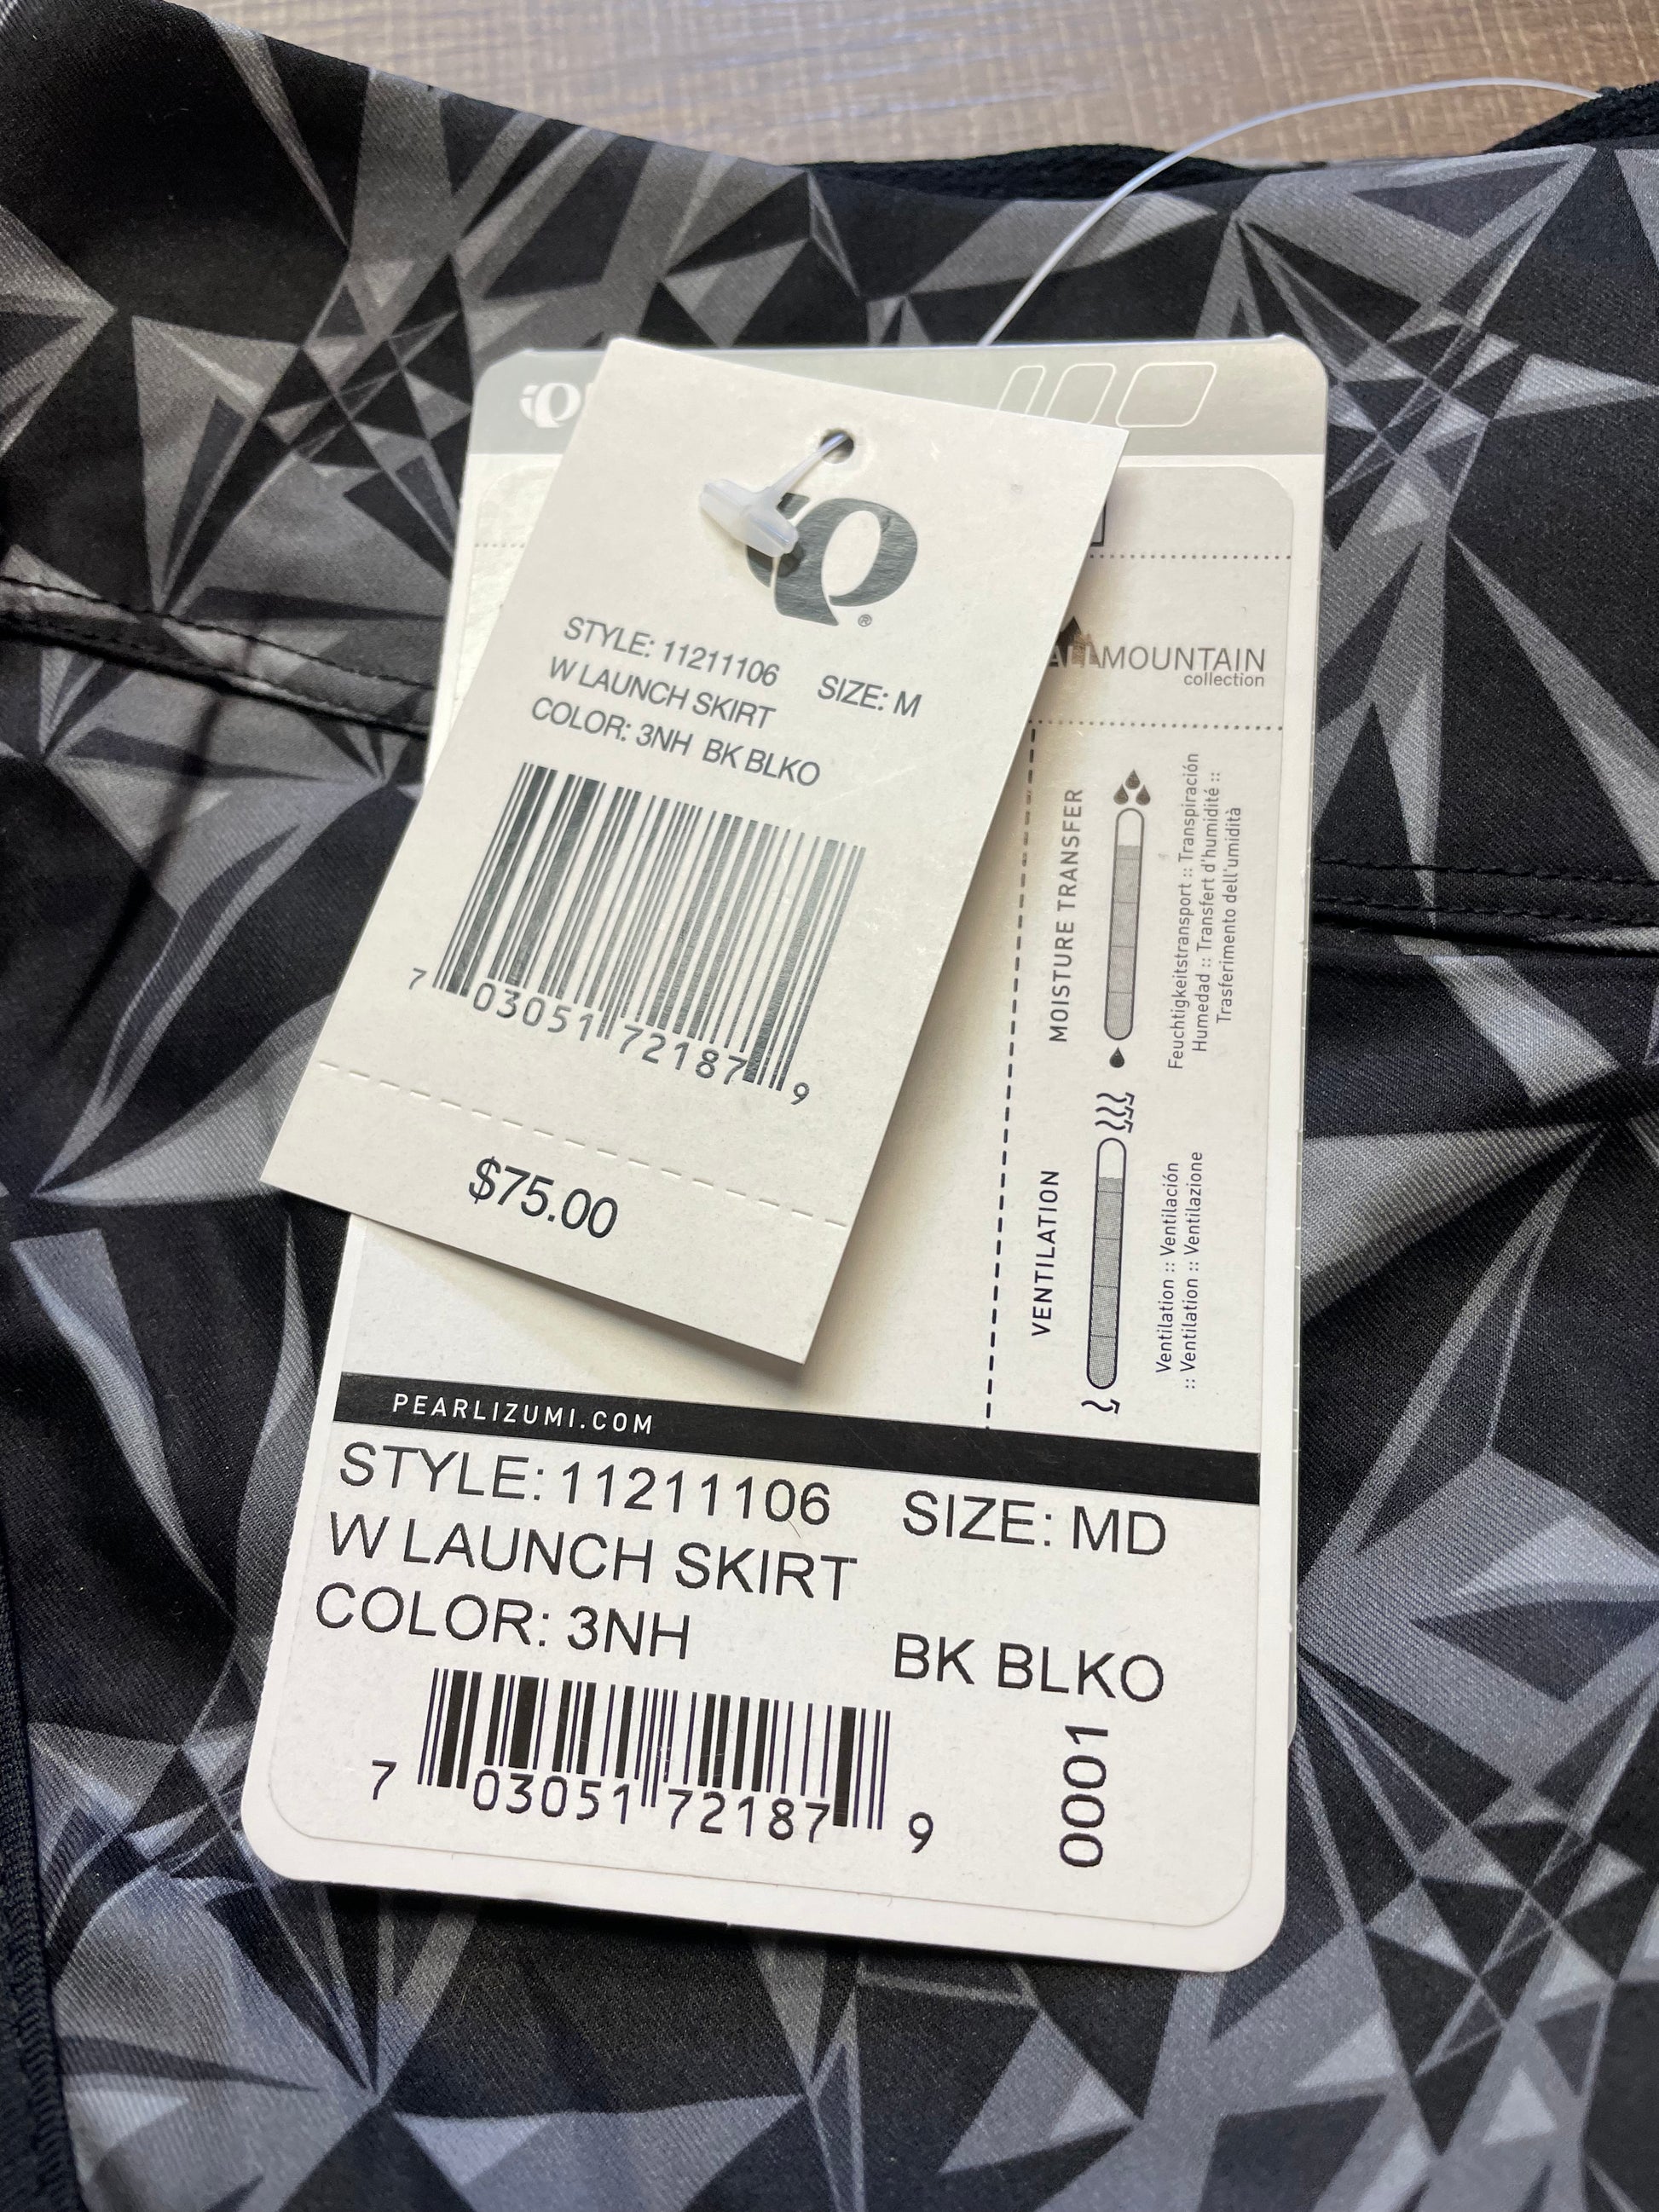 STYLE: 11211106 SIZE: M
W LAUNCH SKIRT
COLOR: 3NH BK BLKO
7 03051 72187 9
$75.00
MOUNTAIN
collection
MOISTURE TRANSFER
Feuchtigkeitstransport :: Transpiración
Humedad :: Transfert d'humidité ::
Trasferimento dell'umidità
VENTILATION
Ventilation :: Ventilación
:: Ventilation :: Ventilazione
PEARLIZUMI.COM
STYLE: 11211106 SIZE: MD
W LAUNCH SKIRT
COLOR: 3NH BK BLKO
7 03051 72187 9
0001